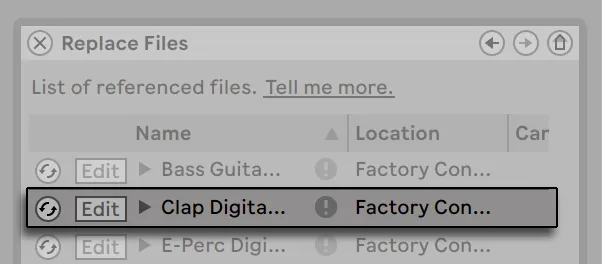 Replace Files
List of referenced files. Tell me more.
Name Location Can
Edit Bass Guita... Factory Con...
Edit Clap Digita... Factory Con...
Edit E-Perc Digi... Factory Con...